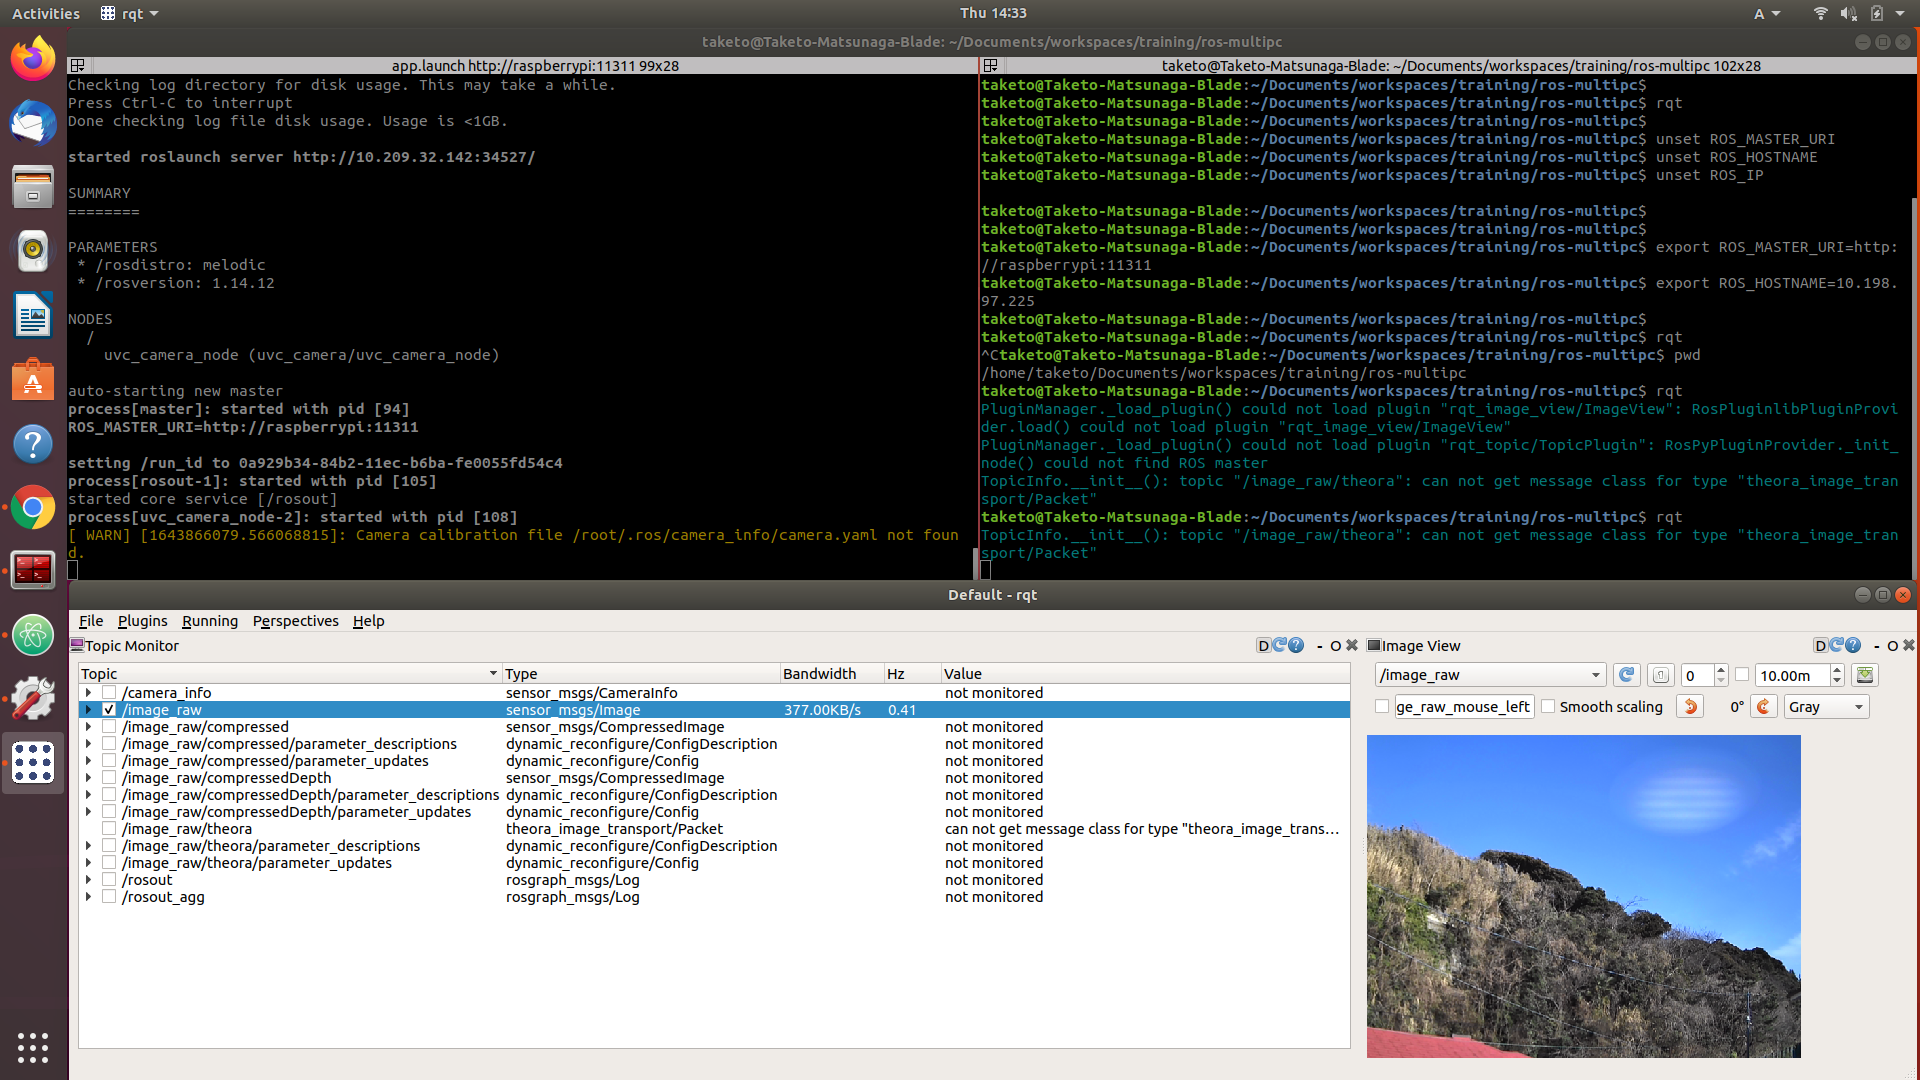 Activities
rqt
Thu 14:33
A
taketo@Taketo-Matsunaga-Blade: ~/Documents/workspaces/training/ros-multipc
app.launch http://raspberrypi:11311 99x28
Checking log directory for disk usage. This may take a while.
Press Ctrl-C to interrupt
Done checking log file disk usage. Usage is <1GB.
started roslaunch server http://10.209.32.142:34527/
SUMMARY
========
PARAMETERS
* /rosdistro: melodic
* /rosversion: 1.14.12
NODES
/
uvc_camera_node (uvc_camera/uvc_camera_node)
auto-starting new master
process[master]: started with pid [94]
ROS_MASTER_URI=http://raspberrypi:11311
setting /run_id to 0a929b34-84b2-11ec-b6ba-fe0055fd54c4
process[rosout-1]: started with pid [105]
started core service [/rosout]
process[uvc_camera_node-2]: started with pid [108]
[ WARN] [1643866079.566068815]: Camera calibration file /root/.ros/camera_info/camera.yaml not foun
d.
taketo@Taketo-Matsunaga-Blade: ~/Documents/workspaces/training/ros-multipc 102x28
taketo@Taketo-Matsunaga-Blade:~/Documents/workspaces/training/ros-multipc$
taketo@Taketo-Matsunaga-Blade:~/Documents/workspaces/training/ros-multipc$ rqt
taketo@Taketo-Matsunaga-Blade:~/Documents/workspaces/training/ros-multipc$
taketo@Taketo-Matsunaga-Blade:~/Documents/workspaces/training/ros-multipc$ unset ROS_MASTER_URI
taketo@Taketo-Matsunaga-Blade:~/Documents/workspaces/training/ros-multipc$ unset ROS_HOSTNAME
taketo@Taketo-Matsunaga-Blade:~/Documents/workspaces/training/ros-multipc$ unset ROS_IP
taketo@Taketo-Matsunaga-Blade:~/Documents/workspaces/training/ros-multipc$
taketo@Taketo-Matsunaga-Blade:~/Documents/workspaces/training/ros-multipc$
taketo@Taketo-Matsunaga-Blade:~/Documents/workspaces/training/ros-multipc$ export ROS_MASTER_URI=http:
//raspberrypi:11311
taketo@Taketo-Matsunaga-Blade:~/Documents/workspaces/training/ros-multipc$ export ROS_HOSTNAME=10.198.
97.225
taketo@Taketo-Matsunaga-Blade:~/Documents/workspaces/training/ros-multipc$
taketo@Taketo-Matsunaga-Blade:~/Documents/workspaces/training/ros-multipc$ rqt
^Ctaketo@Taketo-Matsunaga-Blade:~/Documents/workspaces/training/ros-multipc$ pwd
/home/taketo/Documents/workspaces/training/ros-multipc
taketo@Taketo-Matsunaga-Blade:~/Documents/workspaces/training/ros-multipc$ rqt
PluginManager._load_plugin() could not load plugin "rqt_image_view/ImageView": RosPluginlibPluginProvi
der.load() could not load plugin "rqt_image_view/ImageView"
PluginManager._load_plugin() could not load plugin "rqt_topic/TopicPlugin": RosPyPluginProvider._init_
node() could not find ROS master
TopicInfo.__init__(): topic "/image_raw/theora": can not get message class for type "theora_image_tran
sport/Packet"
taketo@Taketo-Matsunaga-Blade:~/Documents/workspaces/training/ros-multipc$ rqt
TopicInfo.__init__(): topic "/image_raw/theora": can not get message class for type "theora_image_tran
sport/Packet"
Default - rqt
File Plugins Running Perspectives Help
Topic Monitor
D - O
Topic Type Bandwidth Hz Value
/camera_info sensor_msgs/CameraInfo not monitored
/image_raw sensor_msgs/Image 377.00KB/s 0.41
/image_raw/compressed sensor_msgs/CompressedImage not monitored
/image_raw/compressed/parameter_descriptions dynamic_reconfigure/ConfigDescription not monitored
/image_raw/compressed/parameter_updates dynamic_reconfigure/Config not monitored
/image_raw/compressedDepth sensor_msgs/CompressedImage not monitored
/image_raw/compressedDepth/parameter_descriptions dynamic_reconfigure/ConfigDescription not monitored
/image_raw/compressedDepth/parameter_updates dynamic_reconfigure/Config not monitored
/image_raw/theora theora_image_transport/Packet can not get message class for type "theora_image_trans...
/image_raw/theora/parameter_descriptions dynamic_reconfigure/ConfigDescription not monitored
/image_raw/theora/parameter_updates dynamic_reconfigure/Config not monitored
/rosout rosgraph_msgs/Log not monitored
/rosout_agg rosgraph_msgs/Log not monitored
Image View
D - O
/image_raw 0 10.00m
ge_raw_mouse_left Smooth scaling 0° Gray